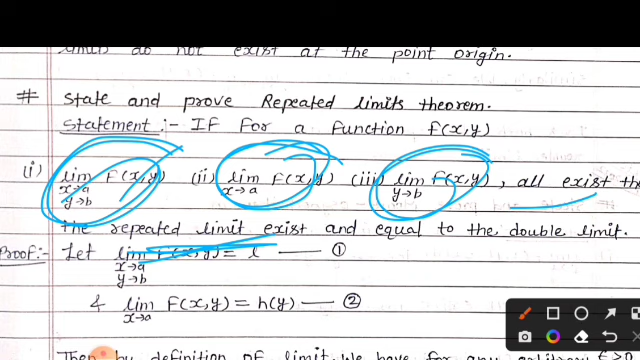 limits do not exist at the point origin.
# State and prove Repeated limits theorem.
Statement :- IF For a function f(x,y)
(i) lim x→a y→b F(x,y) (ii) lim x→a F(x,y) (iii) lim y→b F(x,y), all exist the
the repeated limit exist and equal to the double limit.
Proof:- Let lim x→a y→b F(x,y) = l —— ①
& lim x→a F(x,y) = h(y) —— ②
Then by definition of limit, We have for any arbitrary ε>0